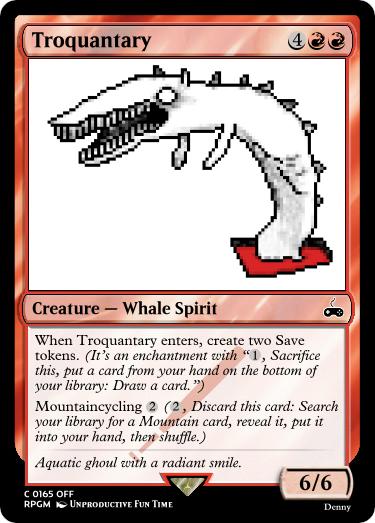 Troquantary 4
Creature — Whale Spirit
When Troquantary enters, create two Save
tokens. (It's an enchantment with “1, Sacrifice
this, put a card from your hand on the bottom of
your library: Draw a card.”)
Mountaincycling 2 (2, Discard this card: Search
your library for a Mountain card, reveal it, put it
into your hand, then shuffle.)
Aquatic ghoul with a radiant smile.
6/6
C 0165 OFF
RPGM Unproductive Fun Time Denny